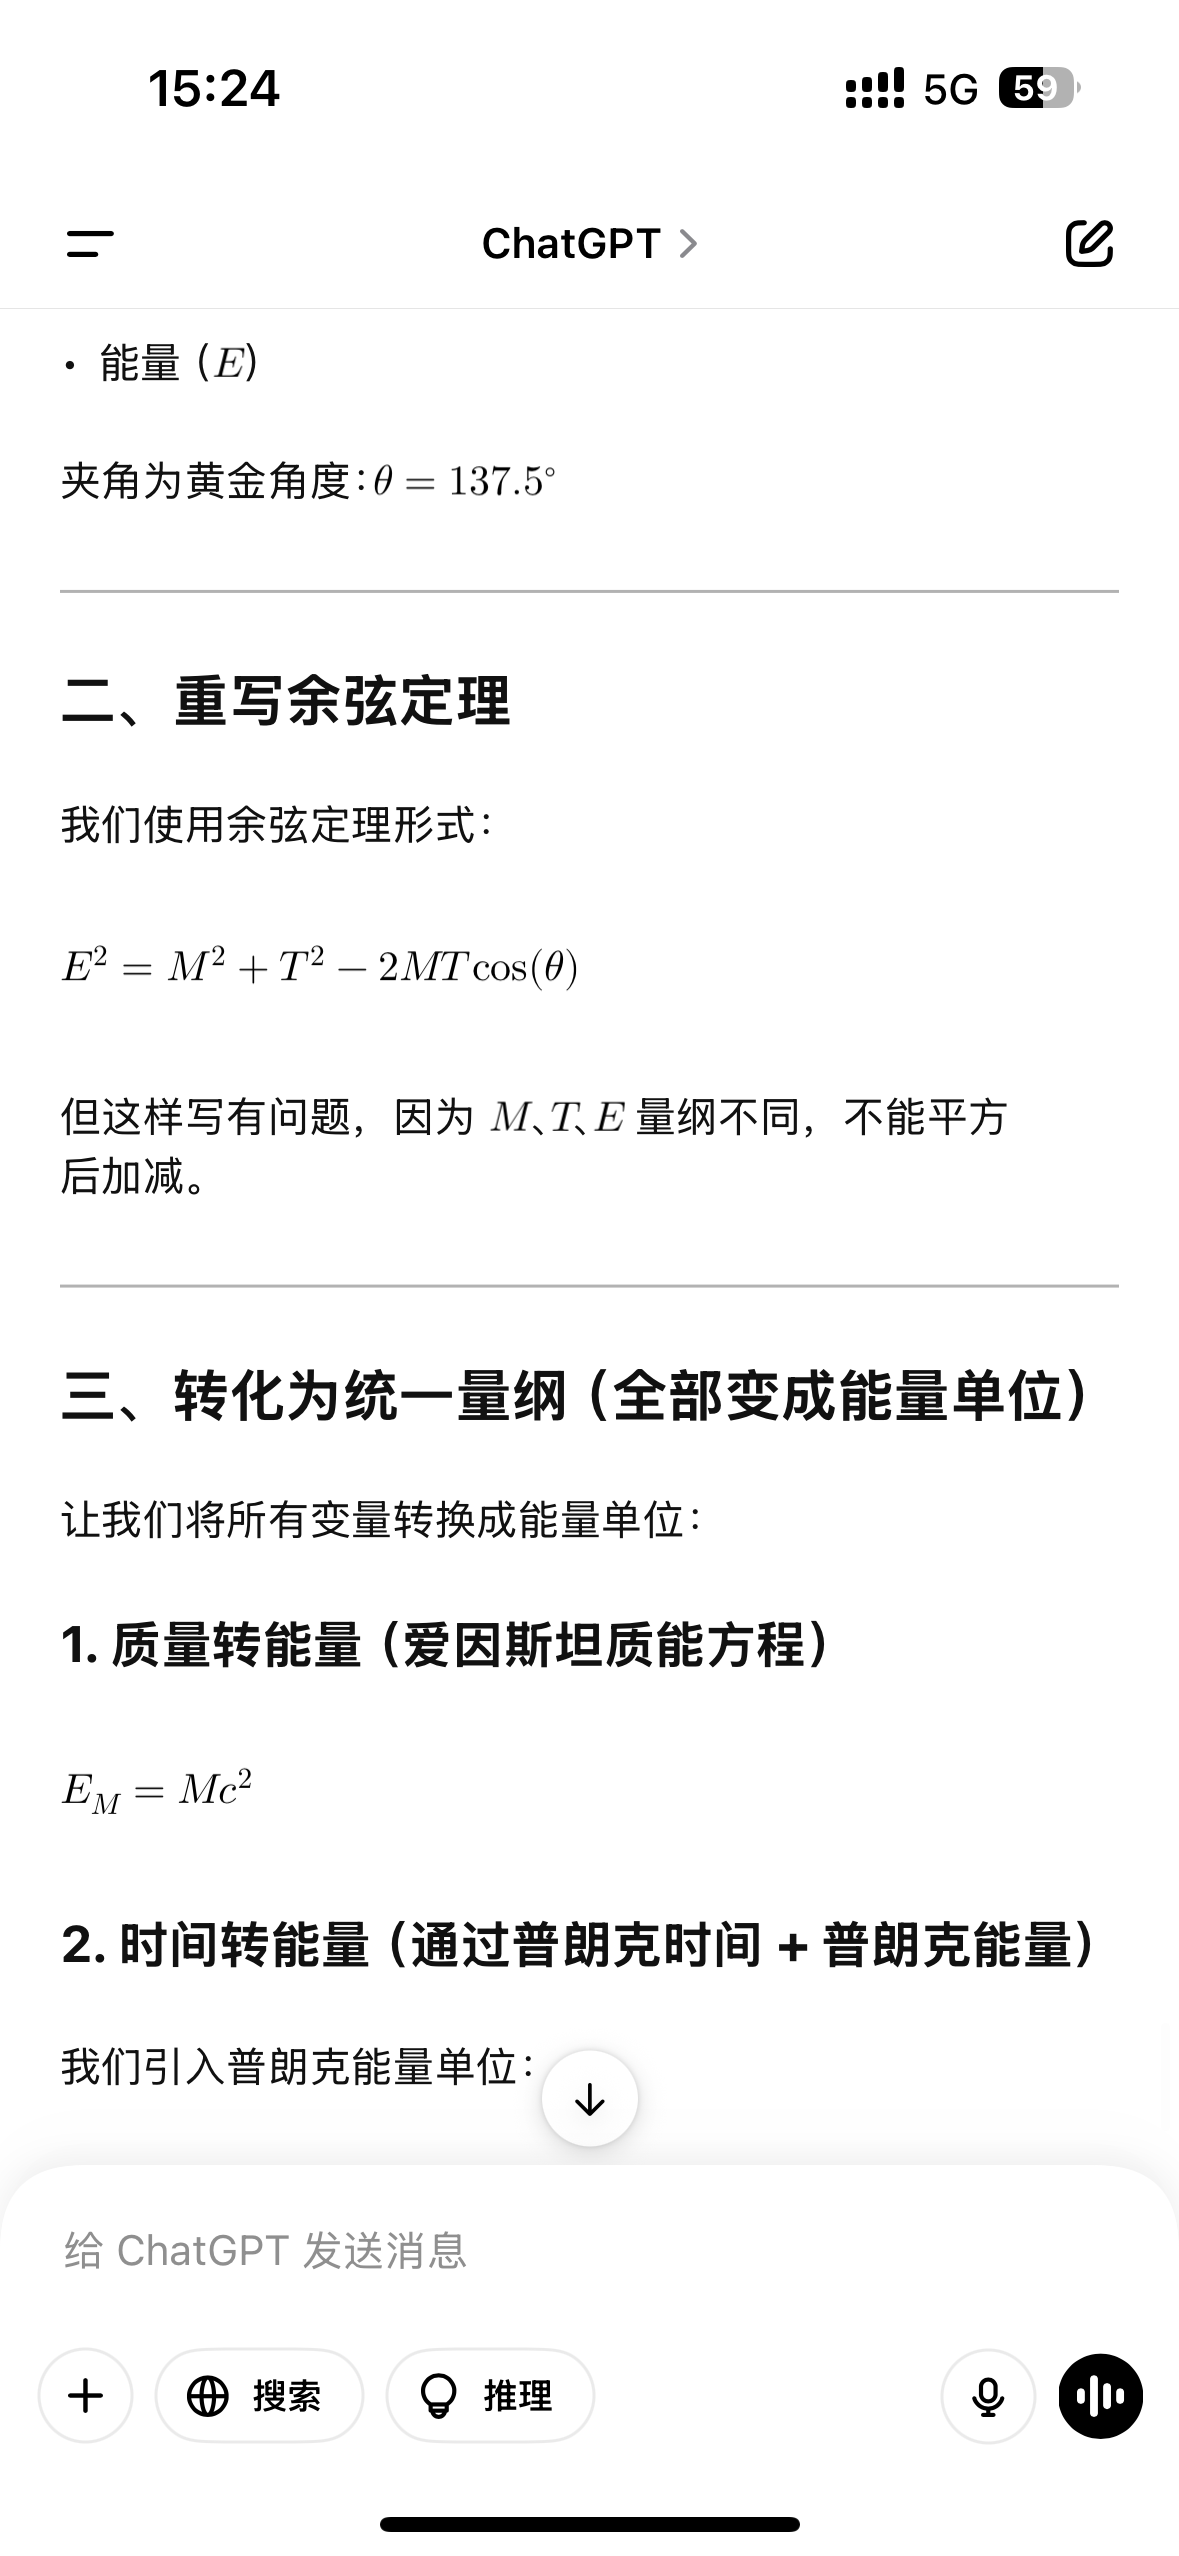 15:24
5G
59
ChatGPT
• 能量 (E)
夹角为黄金角度：θ = 137.5°
二、重写余弦定理
我们使用余弦定理形式：
E² = M² + T² − 2MT cos(θ)
但这样写有问题，因为 M、T、E 量纲不同，不能平方
后加减。
三、转化为统一量纲（全部变成能量单位）
让我们将所有变量转换成能量单位：
1. 质量转能量（爱因斯坦质能方程）
E_M = Mc²
2. 时间转能量（通过普朗克时间 + 普朗克能量）
我们引入普朗克能量单位：
给 ChatGPT 发送消息
搜索
推理